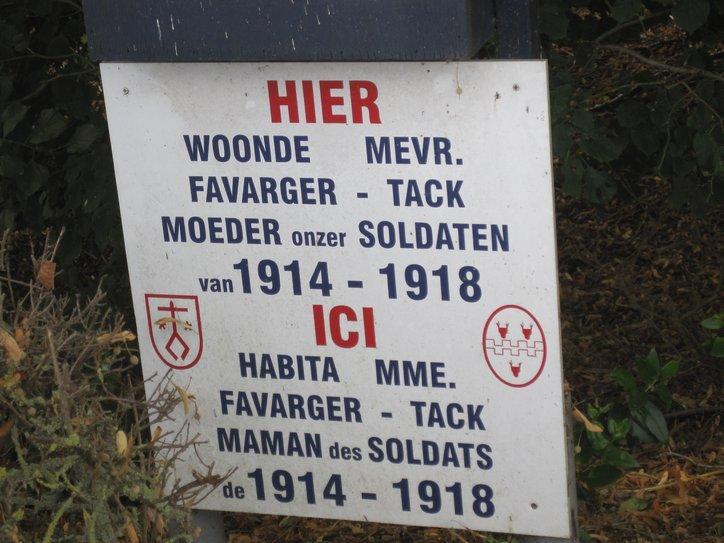 HIER
WOONDE MEVR.
FAVARGER - TACK
MOEDER onzer SOLDATEN
van 1914 - 1918
ICI
HABITA MME.
FAVARGER - TACK
MAMAN des SOLDATS
de 1914 - 1918